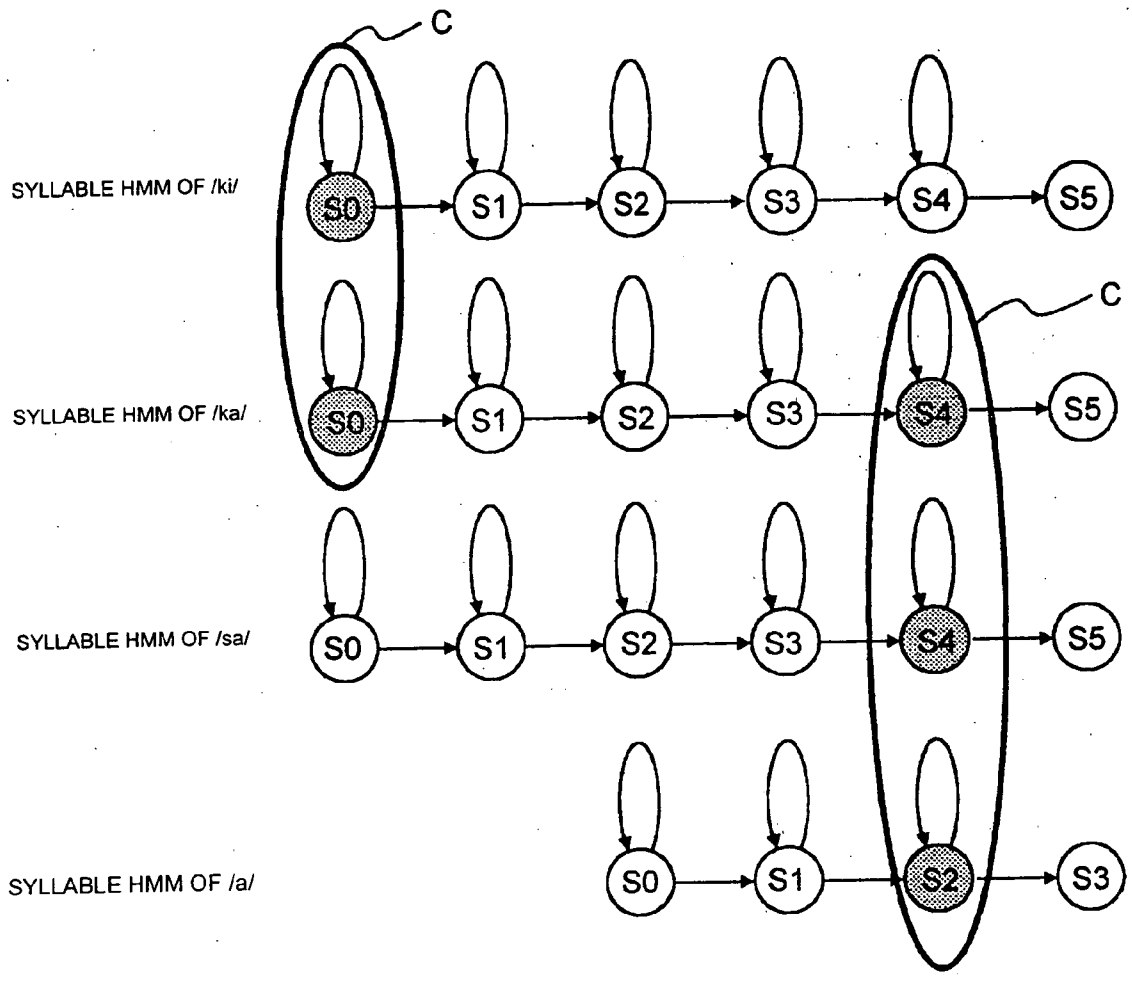 C
SYLLABLE HMM OF /ki/ S0 S1 S2 S3 S4 S5
C
SYLLABLE HMM OF /ka/ S0 S1 S2 S3 S4 S5
SYLLABLE HMM OF /sa/ S0 S1 S2 S3 S4 S5
SYLLABLE HMM OF /a/ S0 S1 S2 S3